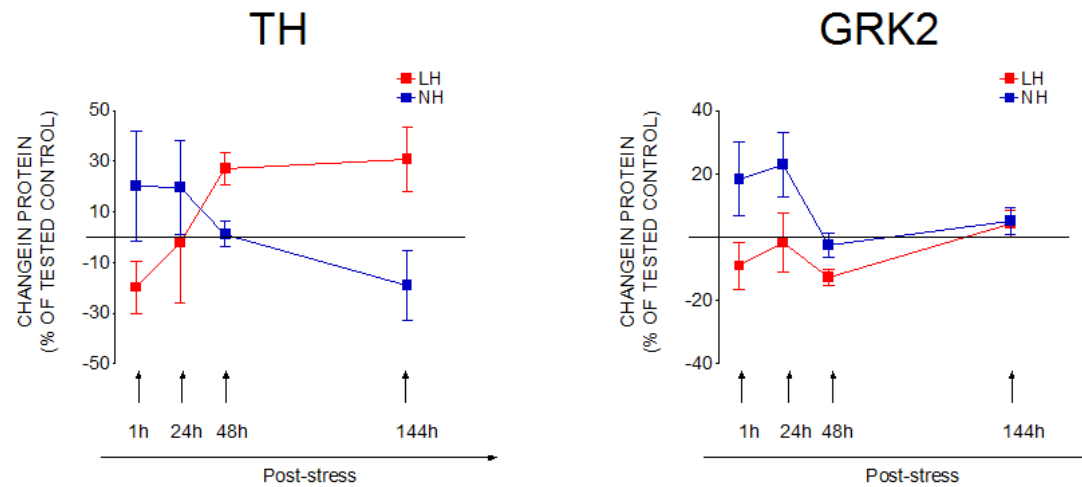 TH
LH
NH
CHANGEIN PROTEIN
(% OF TESTED CONTROL)
50
30
10
-10
-30
-50
1h
24h
48h
144h
Post-stress
GRK2
LH
NH
CHANGEIN PROTEIN
(% OF TESTED CONTROL)
40
20
-20
-40
1h
24h
48h
144h
Post-stress